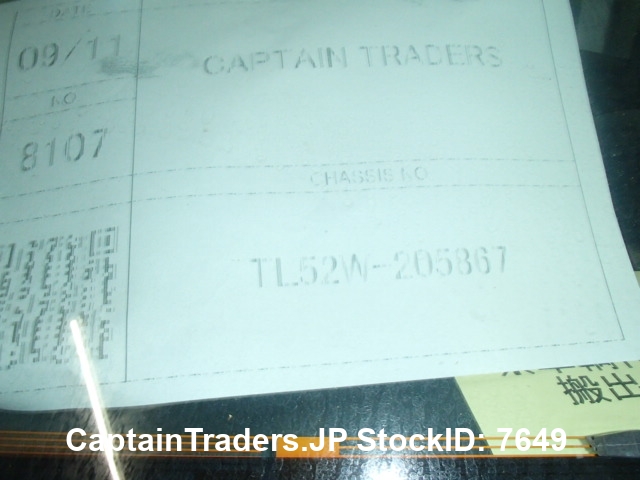 DATE
09/11
CAPTAIN TRADERS
NO
8107
CHASSIS NO
TL52W-205867
搬出
CaptainTraders.JP StockID: 7649